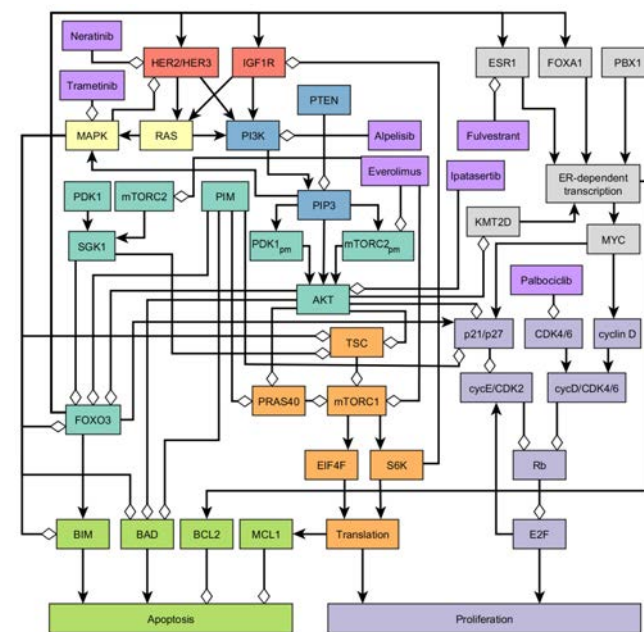 Neratinib
HER2/HER3
IGF1R
ESR1
FOXA1
PBX1
Trametinib
PTEN
MAPK
RAS
PI3K
Alpelisib
Fulvestrant
Everolimus
Ipatasertib
ER-dependent
transcription
PDK1
mTORC2
PIM
PIP3
KMT2D
SGK1
PDK1pm
mTORC2pm
MYC
AKT
Palbociclib
TSC
p21/p27
CDK4/6
cyclin D
PRAS40
mTORC1
cycE/CDK2
cycD/CDK4/6
FOXO3
EIF4F
S6K
Rb
BIM
BAD
BCL2
MCL1
Translation
E2F
Apoptosis
Proliferation